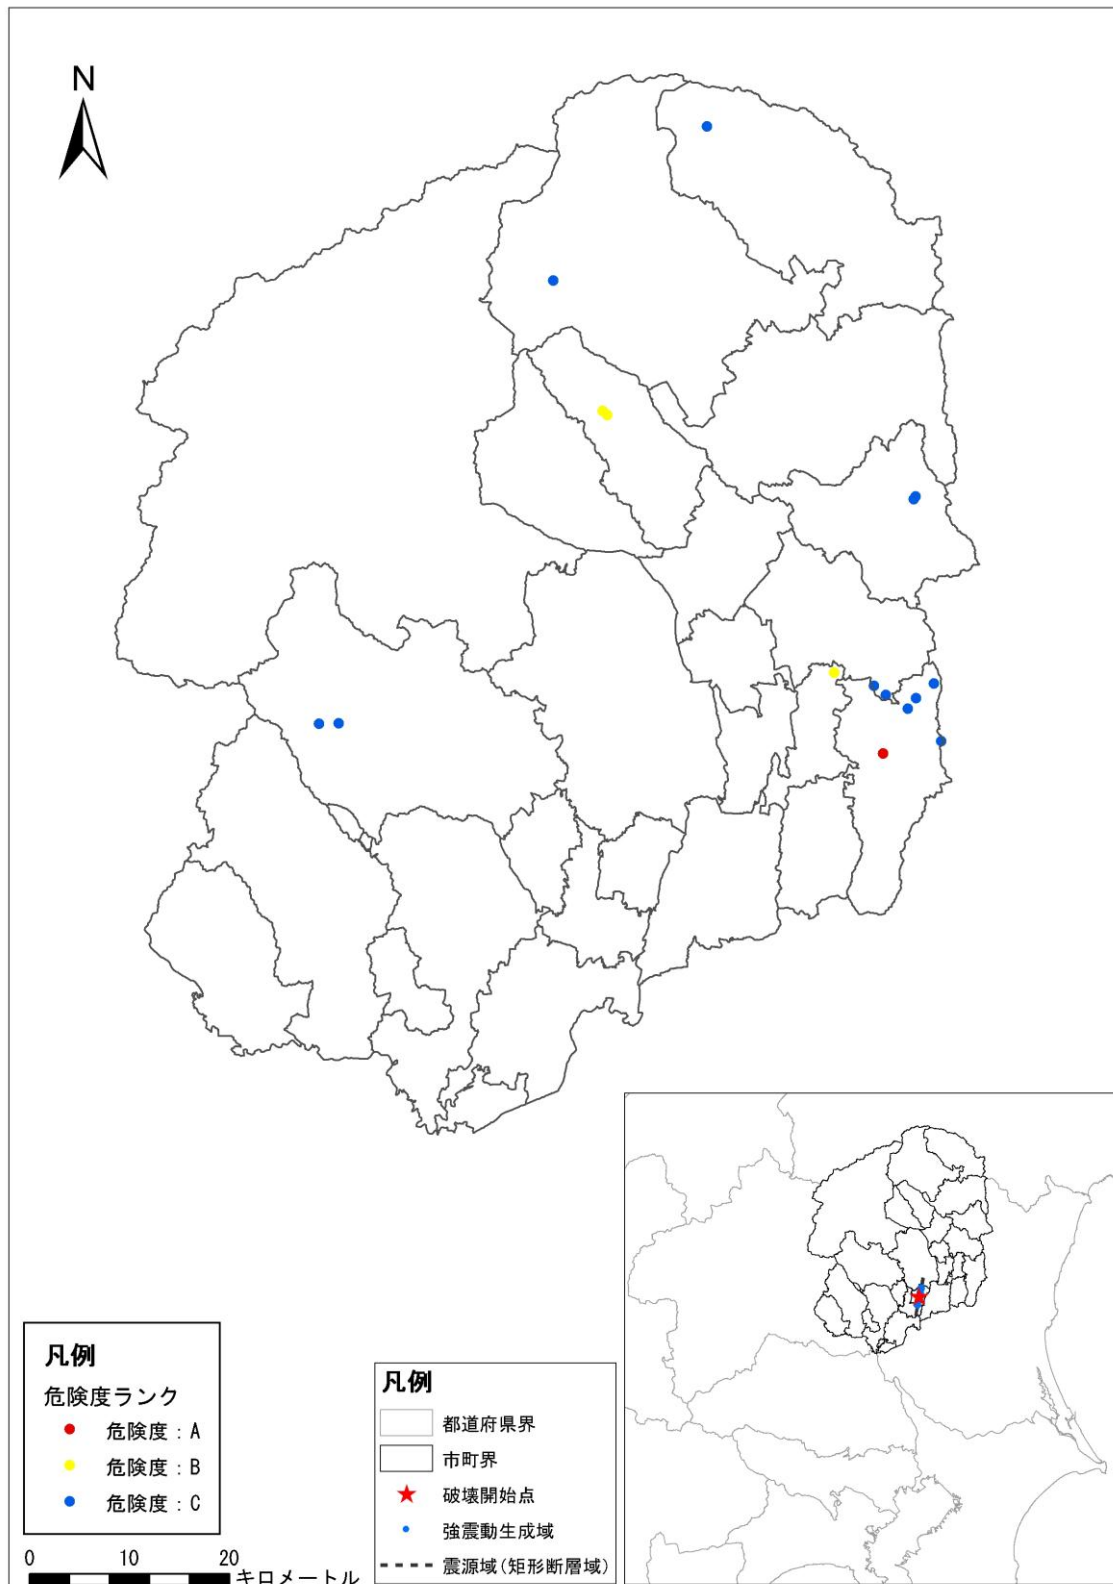 N
凡例
危険度ランク
危険度：A
危険度：B
危険度：C
0 10 20
キロメートル
凡例
都道府県界
市町界
破壊開始点
強震動生成域
震源域(矩形断層域)